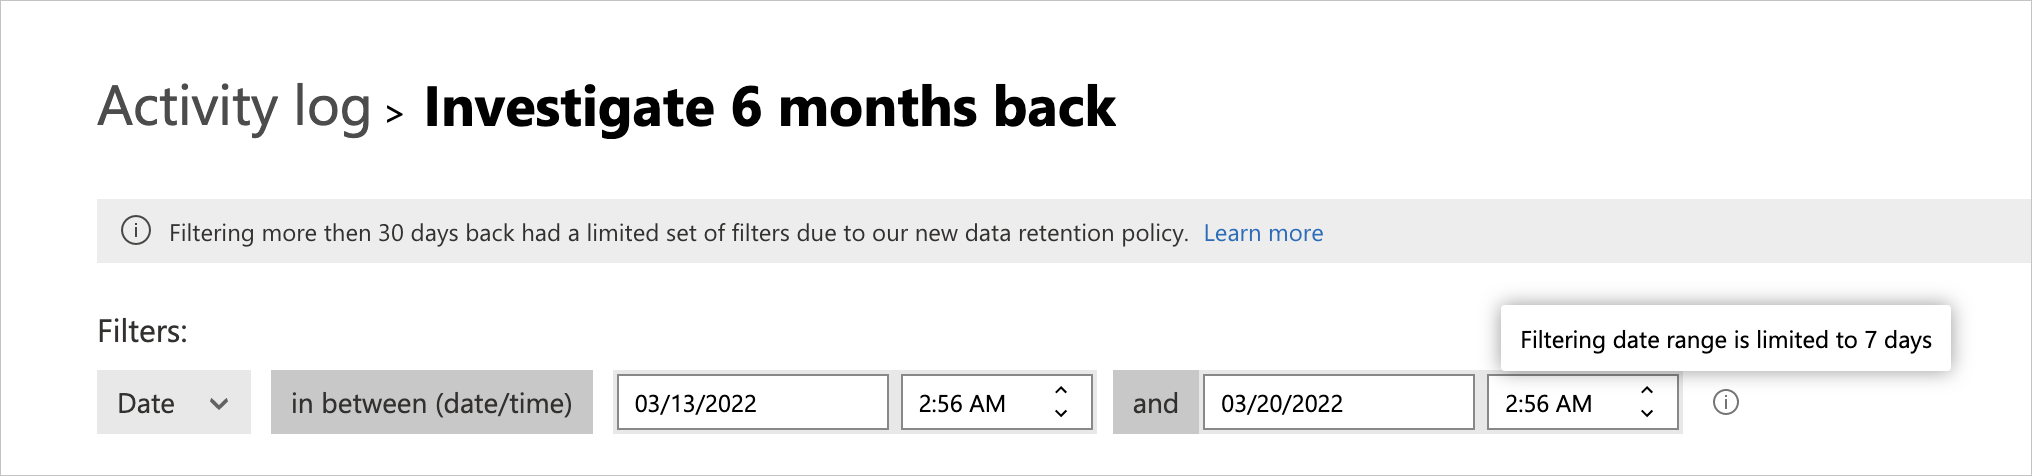 Activity log > Investigate 6 months back
Filtering more then 30 days back had a limited set of filters due to our new data retention policy. Learn more
Filters:
Filtering date range is limited to 7 days
Date in between (date/time) 03/13/2022 2:56 AM and 03/20/2022 2:56 AM